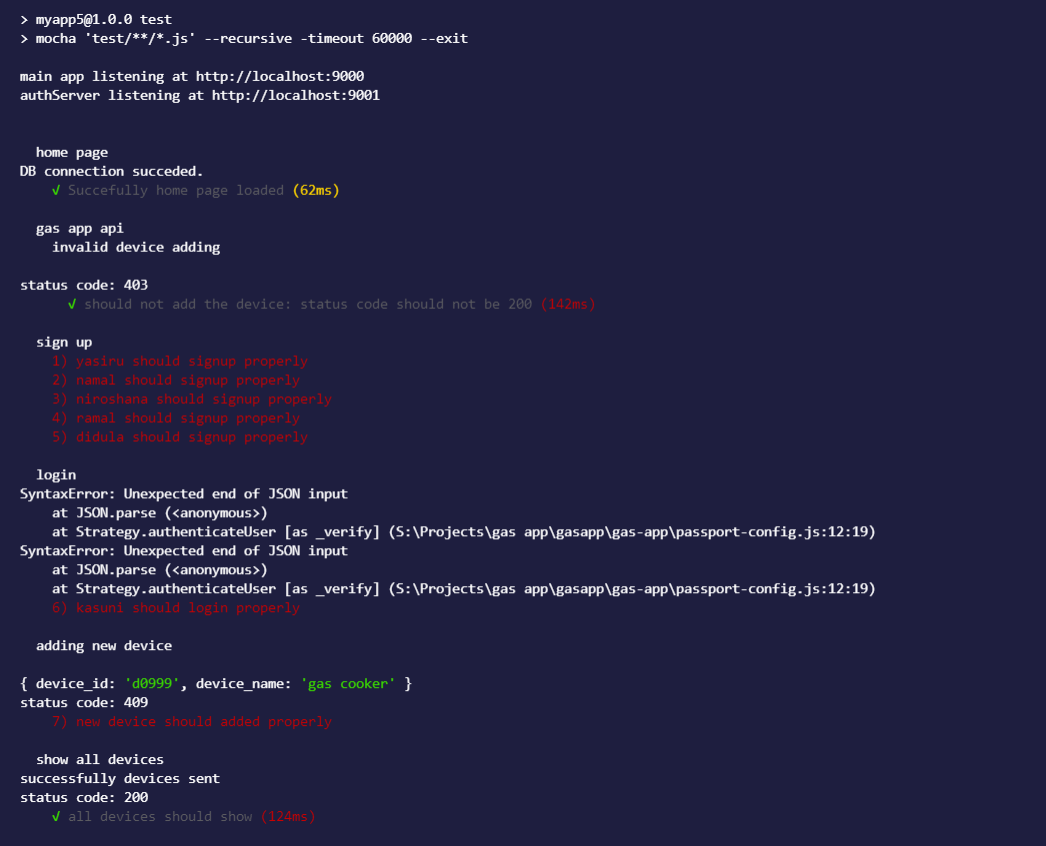 > myapp5@1.0.0 test
> mocha 'test/**/*.js' --recursive -timeout 60000 --exit
main app listening at http://localhost:9000
authServer listening at http://localhost:9001
home page
DB connection succeded.
√ Succefully home page loaded (62ms)
gas app api
invalid device adding
status code: 403
√ should not add the device: status code should not be 200 (142ms)
sign up
1) yasiru should signup properly
2) namal should signup properly
3) niroshana should signup properly
4) ramal should signup properly
5) didula should signup properly
login
SyntaxError: Unexpected end of JSON input
at JSON.parse (<anonymous>)
at Strategy.authenticateUser [as _verify] (S:\Projects\gas app\gasapp\gas-app\passport-config.js:12:19)
SyntaxError: Unexpected end of JSON input
at JSON.parse (<anonymous>)
at Strategy.authenticateUser [as _verify] (S:\Projects\gas app\gasapp\gas-app\passport-config.js:12:19)
6) kasuni should login properly
adding new device
{ device_id: 'd0999', device_name: 'gas cooker' }
status code: 409
7) new device should added properly
show all devices
successfully devices sent
status code: 200
√ all devices should show (124ms)